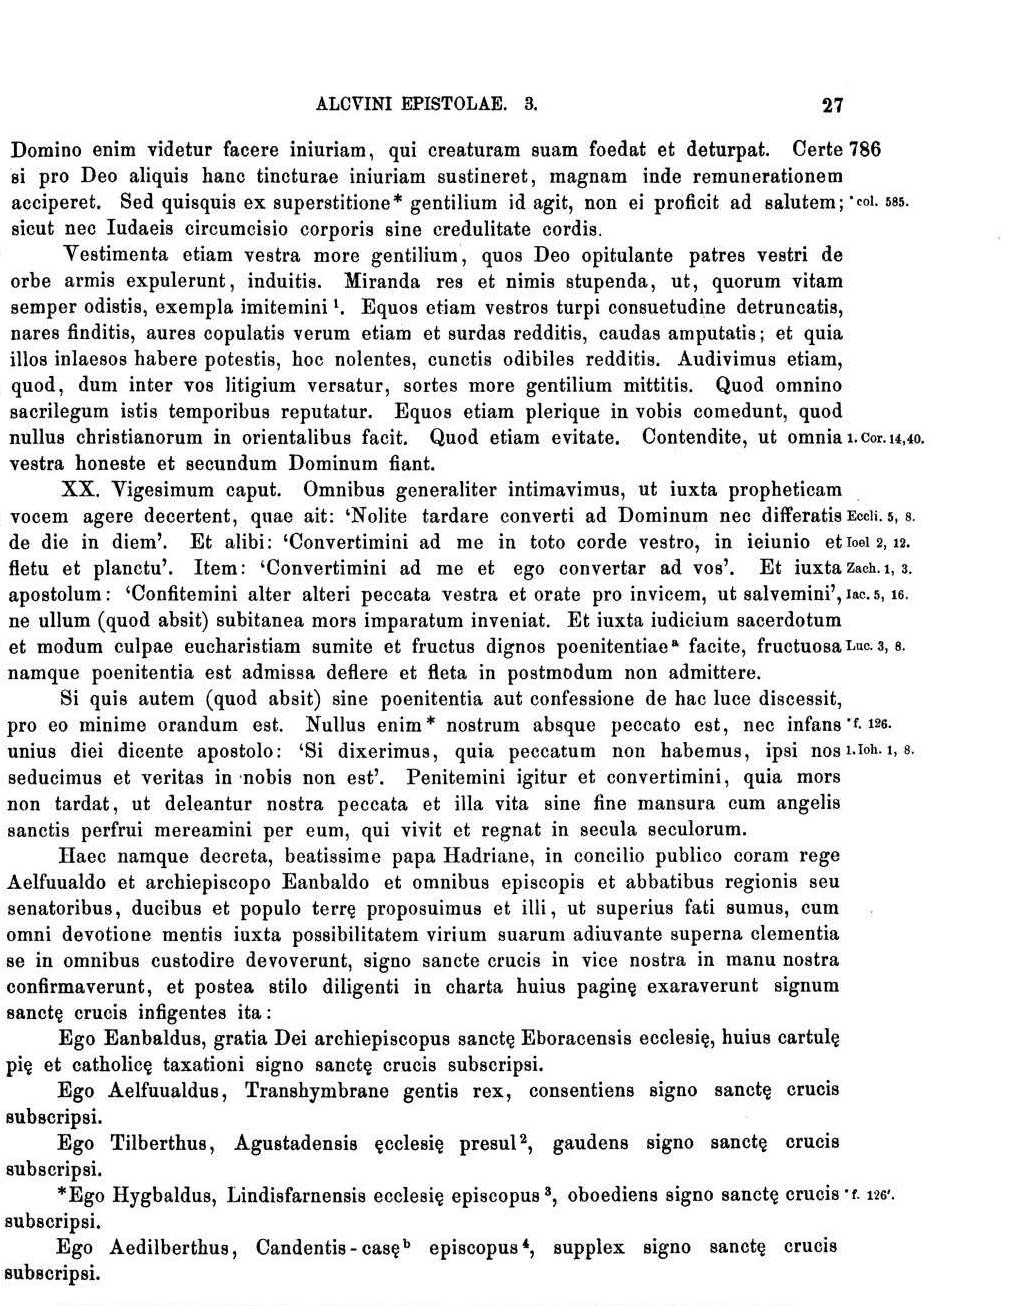 ALCVINI EPISTOLAE. 3. 27
Domino enim videtur facere iniuriam, qui creaturam suam foedat et deturpat. Certe 786
si pro Deo aliquis hanc tincturae iniuriam sustineret, magnam inde remunerationem
acciperet. Sed quisquis ex superstitione* gentilium id agit, non ei proficit ad salutem; *col. 585.
sicut nec Iudaeis circumcisio corporis sine credulitate cordis.
Vestimenta etiam vestra more gentilium, quos Deo opitulante patres vestri de
orbe armis expulerunt, induitis. Miranda res et nimis stupenda, ut, quorum vitam
semper odistis, exempla imitemini¹. Equos etiam vestros turpi consuetudine detruncatis,
nares finditis, aures copulatis verum etiam et surdas redditis, caudas amputatis; et quia
illos inlaesos habere potestis, hoc nolentes, cunctis odibiles redditis. Audivimus etiam,
quod, dum inter vos litigium versatur, sortes more gentilium mittitis. Quod omnino
sacrilegum istis temporibus reputatur. Equos etiam plerique in vobis comedunt, quod
nullus christianorum in orientalibus facit. Quod etiam evitate. Contendite, ut omnia 1. Cor. 14,40.
vestra honeste et secundum Dominum fiant.
XX. Vigesimum caput. Omnibus generaliter intimavimus, ut iuxta propheticam
vocem agere decertent, quae ait: ‘Nolite tardare converti ad Dominum nec differatis Eccli. 5, 8.
de die in diem’. Et alibi: ‘Convertimini ad me in toto corde vestro, in ieiunio et Ioel 2, 12.
fletu et planctu’. Item: ‘Convertimini ad me et ego convertar ad vos’. Et iuxta Zach. 1, 3.
apostolum: ‘Confitemini alter alteri peccata vestra et orate pro invicem, ut salvemini’, Iac. 5, 16.
ne ullum (quod absit) subitanea mors imparatum inveniat. Et iuxta iudicium sacerdotum
et modum culpae eucharistiam sumite et fructus dignos poenitentiaeᵃ facite, fructuosa Luc. 3, 8.
namque poenitentia est admissa deflere et fleta in postmodum non admittere.
Si quis autem (quod absit) sine poenitentia aut confessione de hac luce discessit,
pro eo minime orandum est. Nullus enim* nostrum absque peccato est, nec infans *f. 126.
unius diei dicente apostolo: ‘Si dixerimus, quia peccatum non habemus, ipsi nos 1. Ioh. 1, 8.
seducimus et veritas in nobis non est’. Penitemini igitur et convertimini, quia mors
non tardat, ut deleantur nostra peccata et illa vita sine fine mansura cum angelis
sanctis perfrui mereamini per eum, qui vivit et regnat in secula seculorum.
Haec namque decreta, beatissime papa Hadriane, in concilio publico coram rege
Aelfuualdo et archiepiscopo Eanbaldo et omnibus episcopis et abbatibus regionis seu
senatoribus, ducibus et populo terrę proposuimus et illi, ut superius fati sumus, cum
omni devotione mentis iuxta possibilitatem virium suarum adiuvante superna clementia
se in omnibus custodire devoverunt, signo sancte crucis in vice nostra in manu nostra
confirmaverunt, et postea stilo diligenti in charta huius paginę exaraverunt signum
sanctę crucis infigentes ita:
Ego Eanbaldus, gratia Dei archiepiscopus sanctę Eboracensis ecclesię, huius cartulę
pię et catholicę taxationi signo sanctę crucis subscripsi.
Ego Aelfuualdus, Transhymbrane gentis rex, consentiens signo sanctę crucis
subscripsi.
Ego Tilberthus, Agustadensis ęcclesię presul², gaudens signo sanctę crucis
subscripsi.
*Ego Hygbaldus, Lindisfarnensis ecclesię episcopus³, oboediens signo sanctę crucis *f. 126'.
subscripsi.
Ego Aedilberthus, Candentis-casęᵇ episcopus⁴, supplex signo sanctę crucis
subscripsi.